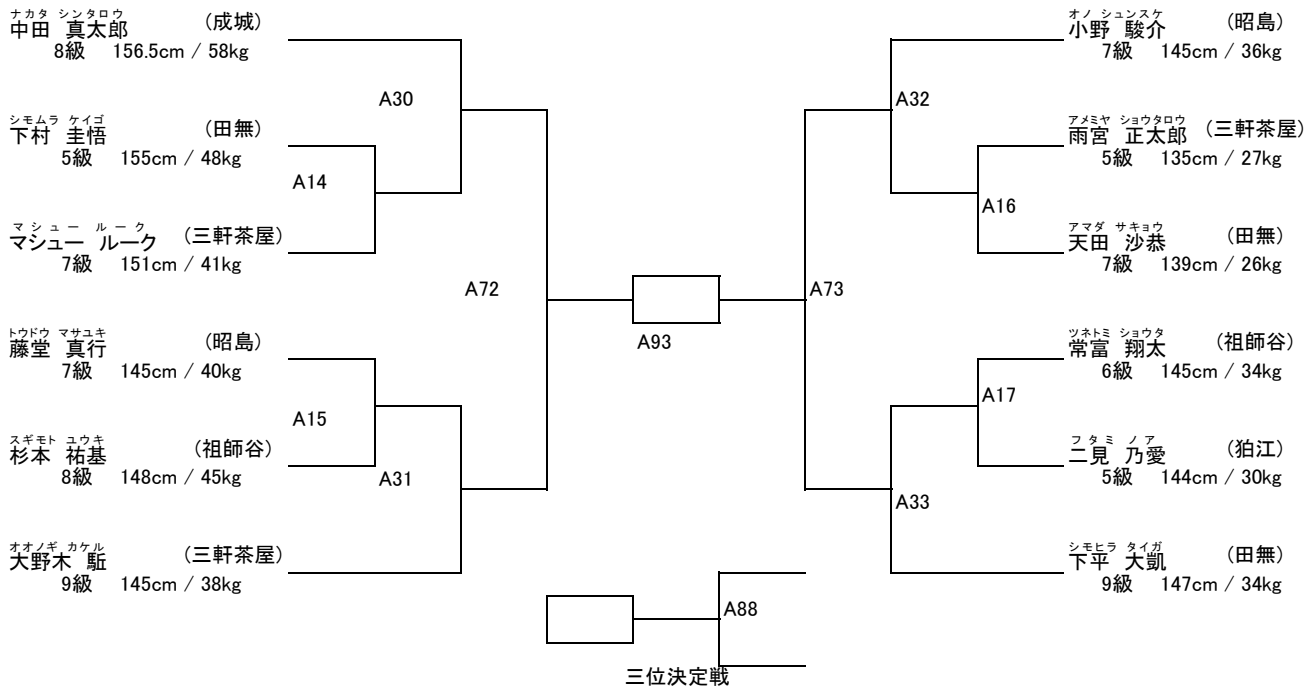 ナカタ シンタロウ
中田 真太郎 (成城)
8級 156.5cm / 58kg
A30
シモムラ ケイゴ
下村 圭悟 (田無)
5級 155cm / 48kg
A14
マシュー ルーク
マシュー ルーク (三軒茶屋)
7級 151cm / 41kg
A72
トウドウ マサユキ
藤堂 真行 (昭島)
7級 145cm / 40kg
A15
スギモト ユウキ
杉本 祐基 (祖師谷)
8級 148cm / 45kg
A31
オオノギ カケル
大野木 駈 (三軒茶屋)
9級 145cm / 38kg
A93
オノ シュンスケ
小野 駿介 (昭島)
7級 145cm / 36kg
A32
アメミヤ ショウタロウ
雨宮 正太郎 (三軒茶屋)
5級 135cm / 27kg
A16
アマダ サキョウ
天田 沙恭 (田無)
7級 139cm / 26kg
A73
ツネトミ ショウタ
常富 翔太 (祖師谷)
6級 145cm / 34kg
A17
フタミ ノア
二見 乃愛 (狛江)
5級 144cm / 30kg
A33
シモヒラ タイガ
下平 大凱 (田無)
9級 147cm / 34kg
A88
三位決定戦